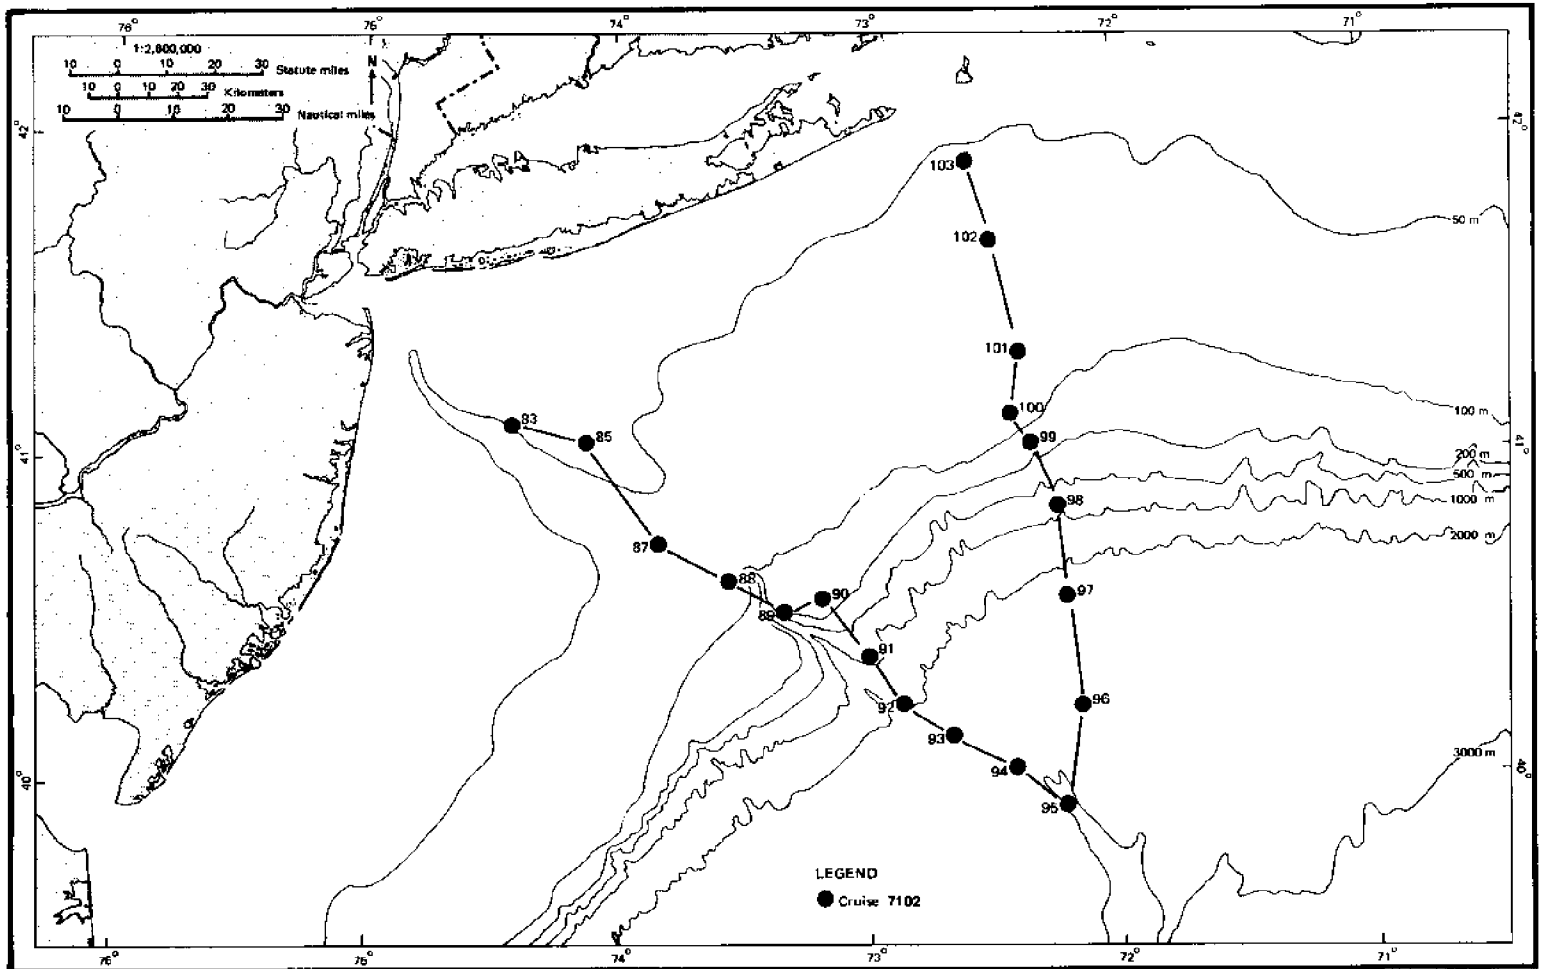 76° 75° 74° 73° 72° 71°
1:2,800,000
10 0 10 20 30 Statute miles
10 0 10 20 30 Kilometers
10 0 10 20 30 Nautical miles
N
42° 42°
103
102
50 m
101
100
100 m
83
85
99
41° 41°
200 m
500 m
98
1000 m
87
2000 m
88
90
97
89
91
96
92
93
3000 m
94
40° 40°
95
LEGEND
Cruise 7102
76° 75° 74° 73° 72° 71°